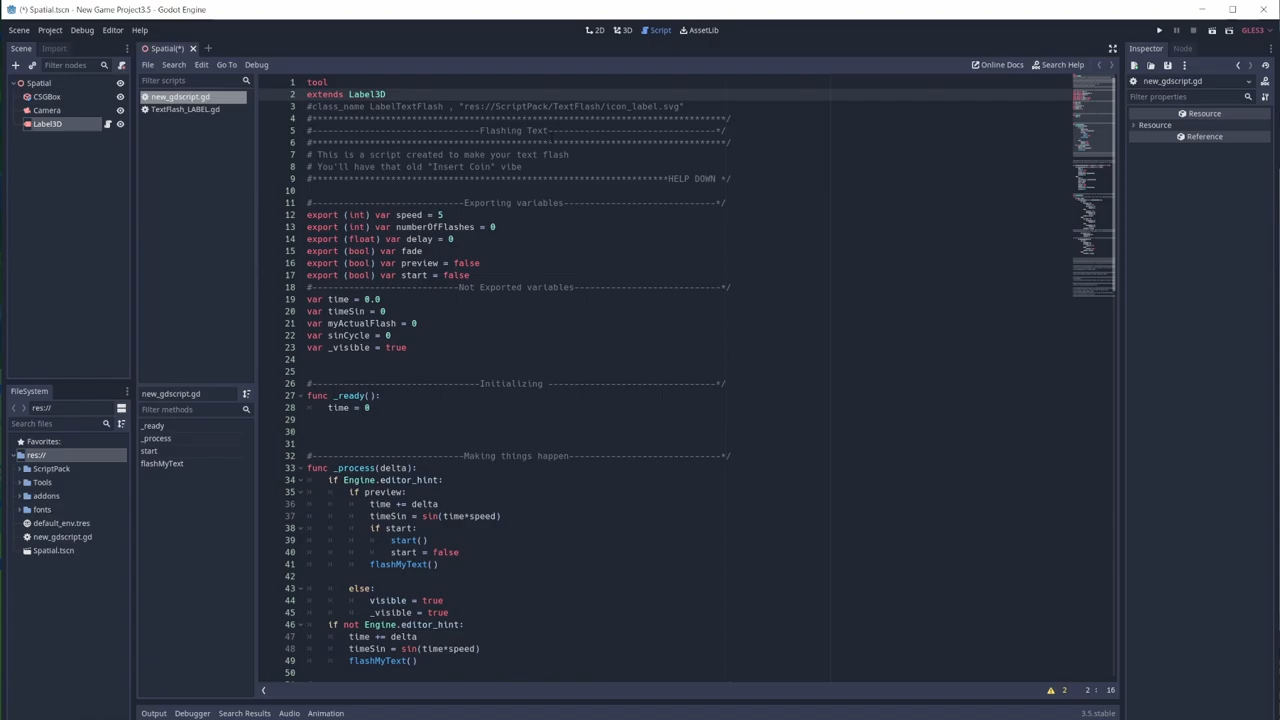 (*) Spatial.tscn - New Game Project3.5 - Godot Engine
Scene Project Debug Editor Help
2D 3D Script AssetLib
GLES3
Scene Import
Filter nodes
Spatial
CSGBox
Camera
Label3D
Spatial(*)
File Search Edit Go To Debug
Online Docs Search Help
Filter scripts
new_gdscript.gd
TextFlash_LABEL.gd
new_gdscript.gd
Filter methods
_ready
_process
start
flashMyText
1 tool
2 extends Label3D
3 #class_name LabelTextFlash , "res://ScriptPack/TextFlash/icon_label.svg"
4 #*******************************************************************************/
5 #--------------------------------Flashing Text--------------------------------*/
6 #*******************************************************************************/
7 # This is a script created to make your text flash
8 # You'll have that old "Insert Coin" vibe
9 #********************************************************************HELP DOWN */
10
11 #-----------------------------Exporting variables------------------------------*/
12 export (int) var speed = 5
13 export (int) var numberOfFlashes = 0
14 export (float) var delay = 0
15 export (bool) var fade
16 export (bool) var preview = false
17 export (bool) var start = false
18 #----------------------------Not Exported variables----------------------------*/
19 var time = 0.0
20 var timeSin = 0
21 var myActualFlash = 0
22 var sinCycle = 0
23 var _visible = true
24
25
26 #--------------------------------Initializing --------------------------------*/
27 func _ready():
28 time = 0
29
30
31
32 #-----------------------------Making things happen-----------------------------*/
33 func _process(delta):
34 if Engine.editor_hint:
35 if preview:
36 time += delta
37 timeSin = sin(time*speed)
38 if start:
39 start()
40 start = false
41 flashMyText()
42
43 else:
44 visible = true
45 _visible = true
46 if not Engine.editor_hint:
47 time += delta
48 timeSin = sin(time*speed)
49 flashMyText()
50
2
2 : 16
FileSystem
res://
Search files
Favorites:
res://
ScriptPack
Tools
addons
fonts
default_env.tres
new_gdscript.gd
Spatial.tscn
Output Debugger Search Results Audio Animation
3.5.stable
Inspector Node
new_gdscript.gd
Filter properties
Resource
Resource
Reference